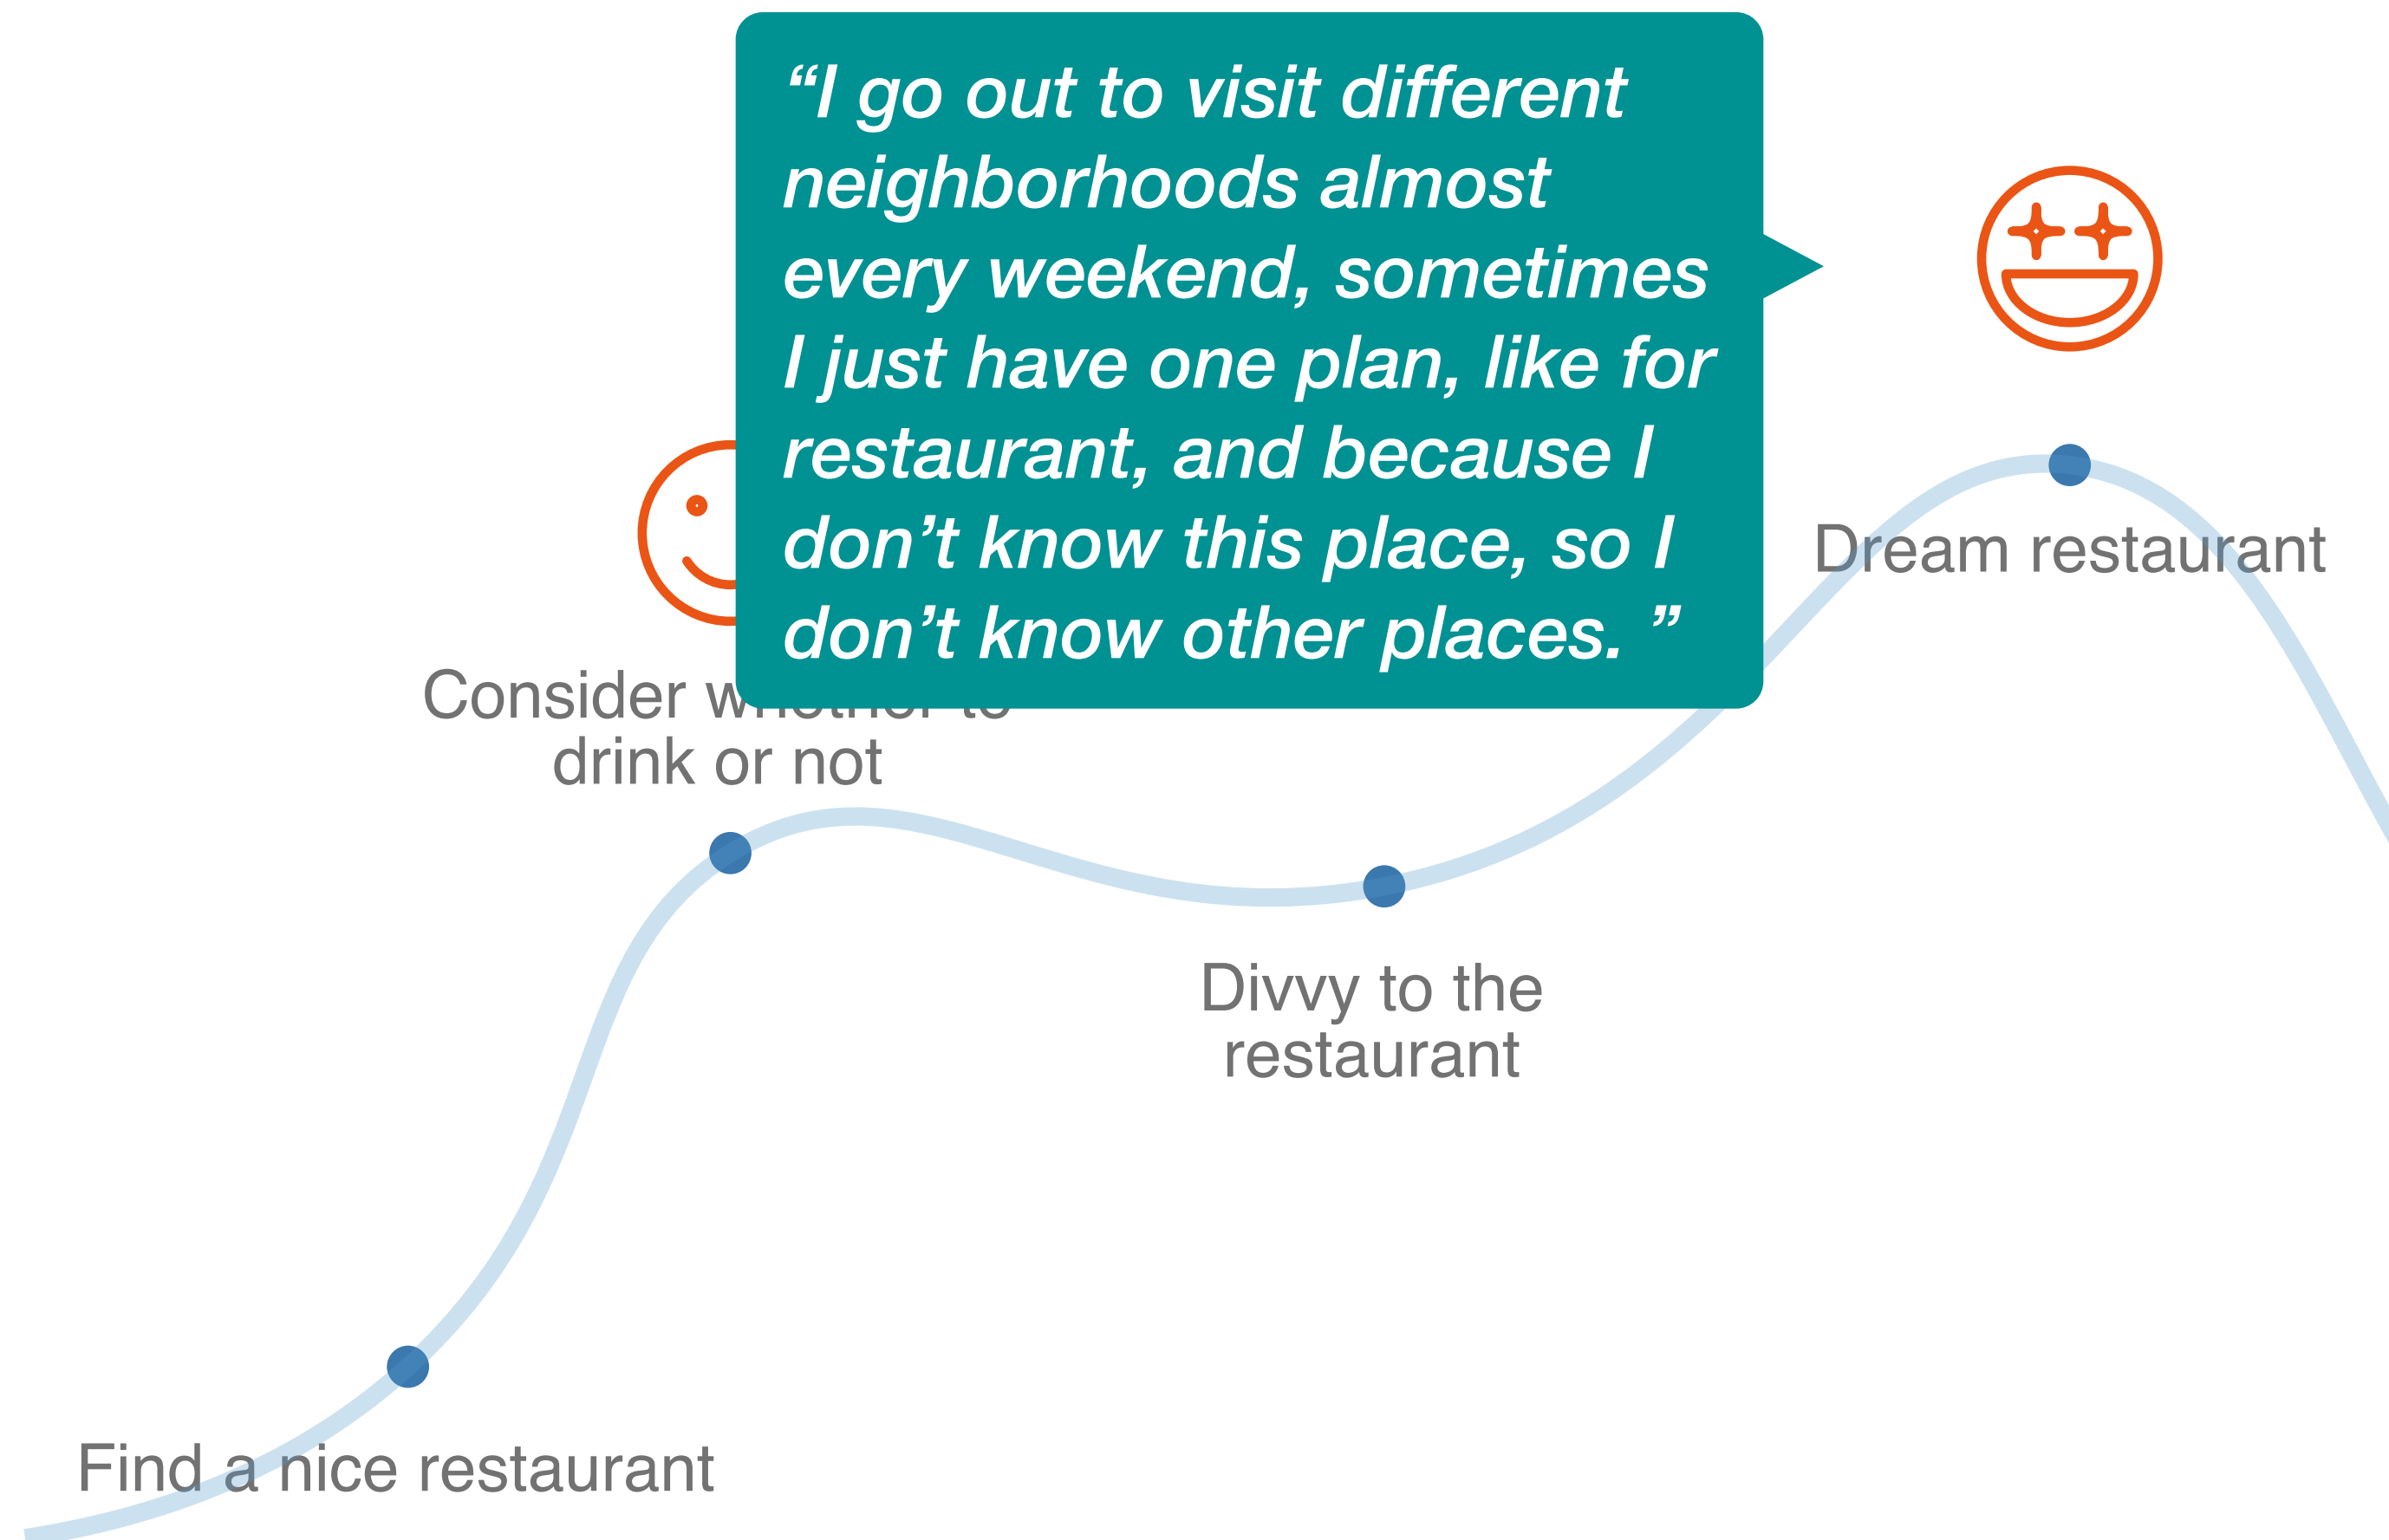 “I go out to visit different
neighborhoods almost
every weekend, sometimes
I just have one plan, like for
restaurant, and because I
don’t know this place, so I
don’t know other places. ”
Dream restaurant
Consider
drink or not
Divvy to the
restaurant
Find a nice restaurant